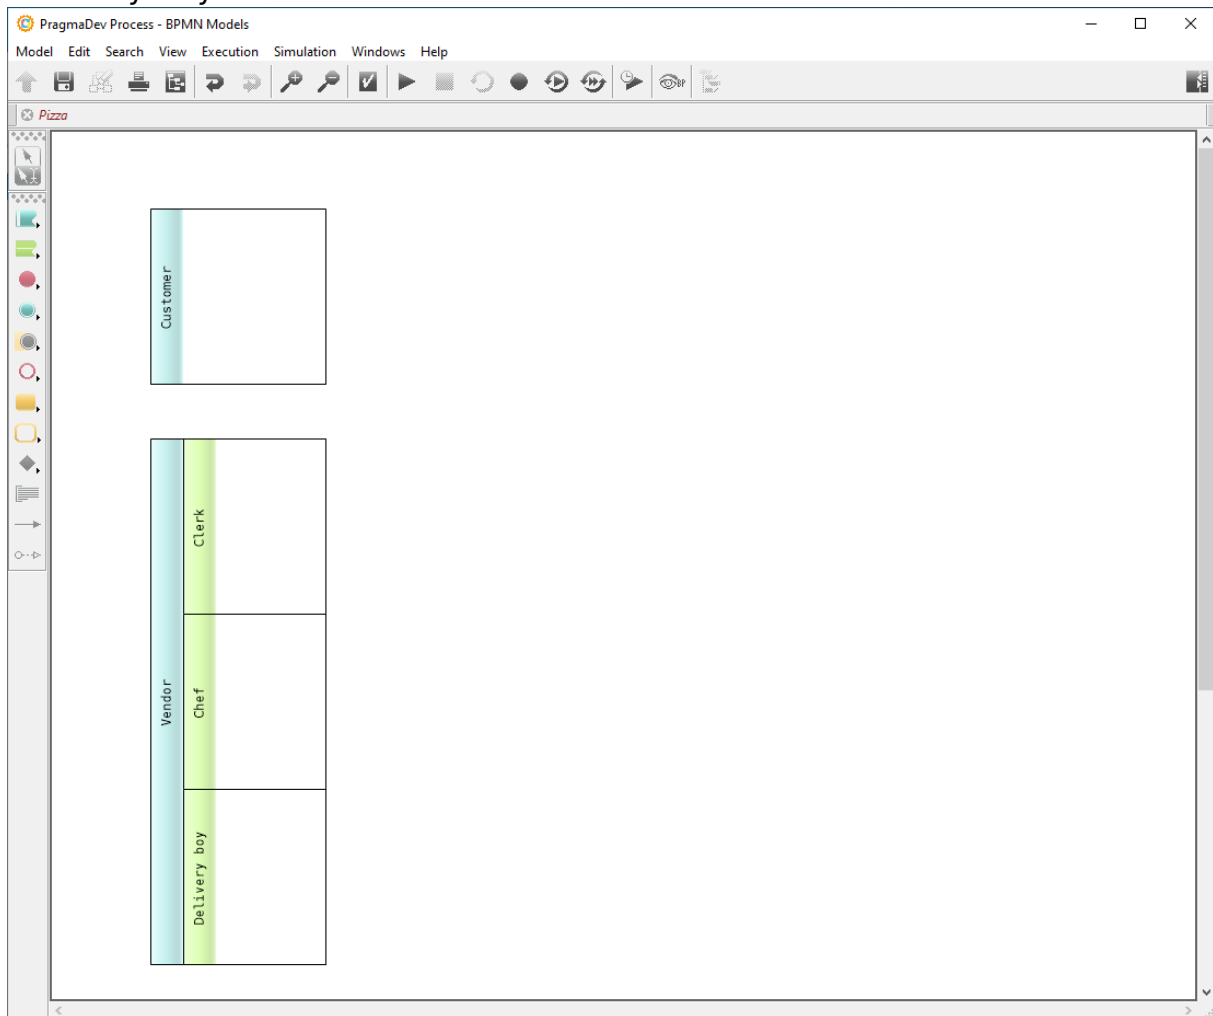 PragmaDev Process - BPMN Models
Model Edit Search View Execution Simulation Windows Help
BP
Pizza
Customer
Vendor
Clerk
Chef
Delivery boy